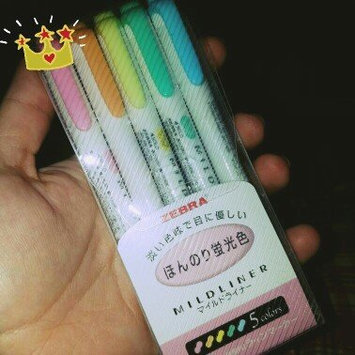 ZEBRA
淡い色味で目に優しい
ほんのり蛍光色
MILDLINER
マイルドライナー
5 colors